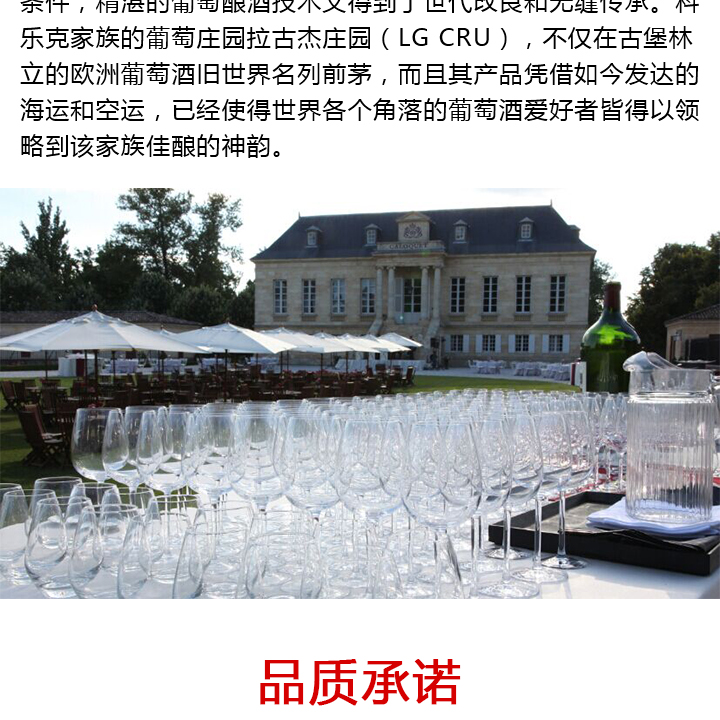 条件，精湛的葡萄酿酒技术又得到了世代改良和无缝传承。科
乐克家族的葡萄庄园拉古杰庄园（LG CRU），不仅在古堡林
立的欧洲葡萄酒旧世界名列前茅，而且其产品凭借如今发达的
海运和空运，已经使得世界各个角落的葡萄酒爱好者皆得以领
略到该家族佳酿的神韵。
品质承诺